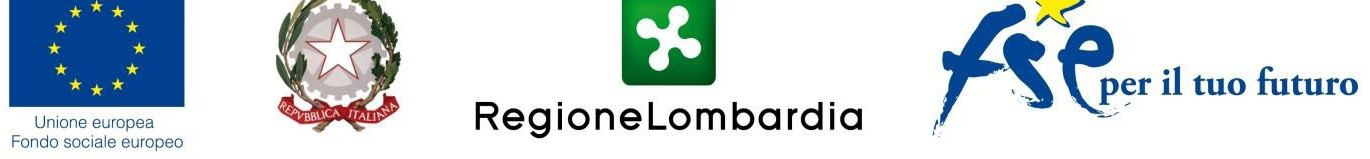 Unione europea
Fondo sociale europeo
REPVBBLICA ITALIANA
RegioneLombardia
fse per il tuo futuro